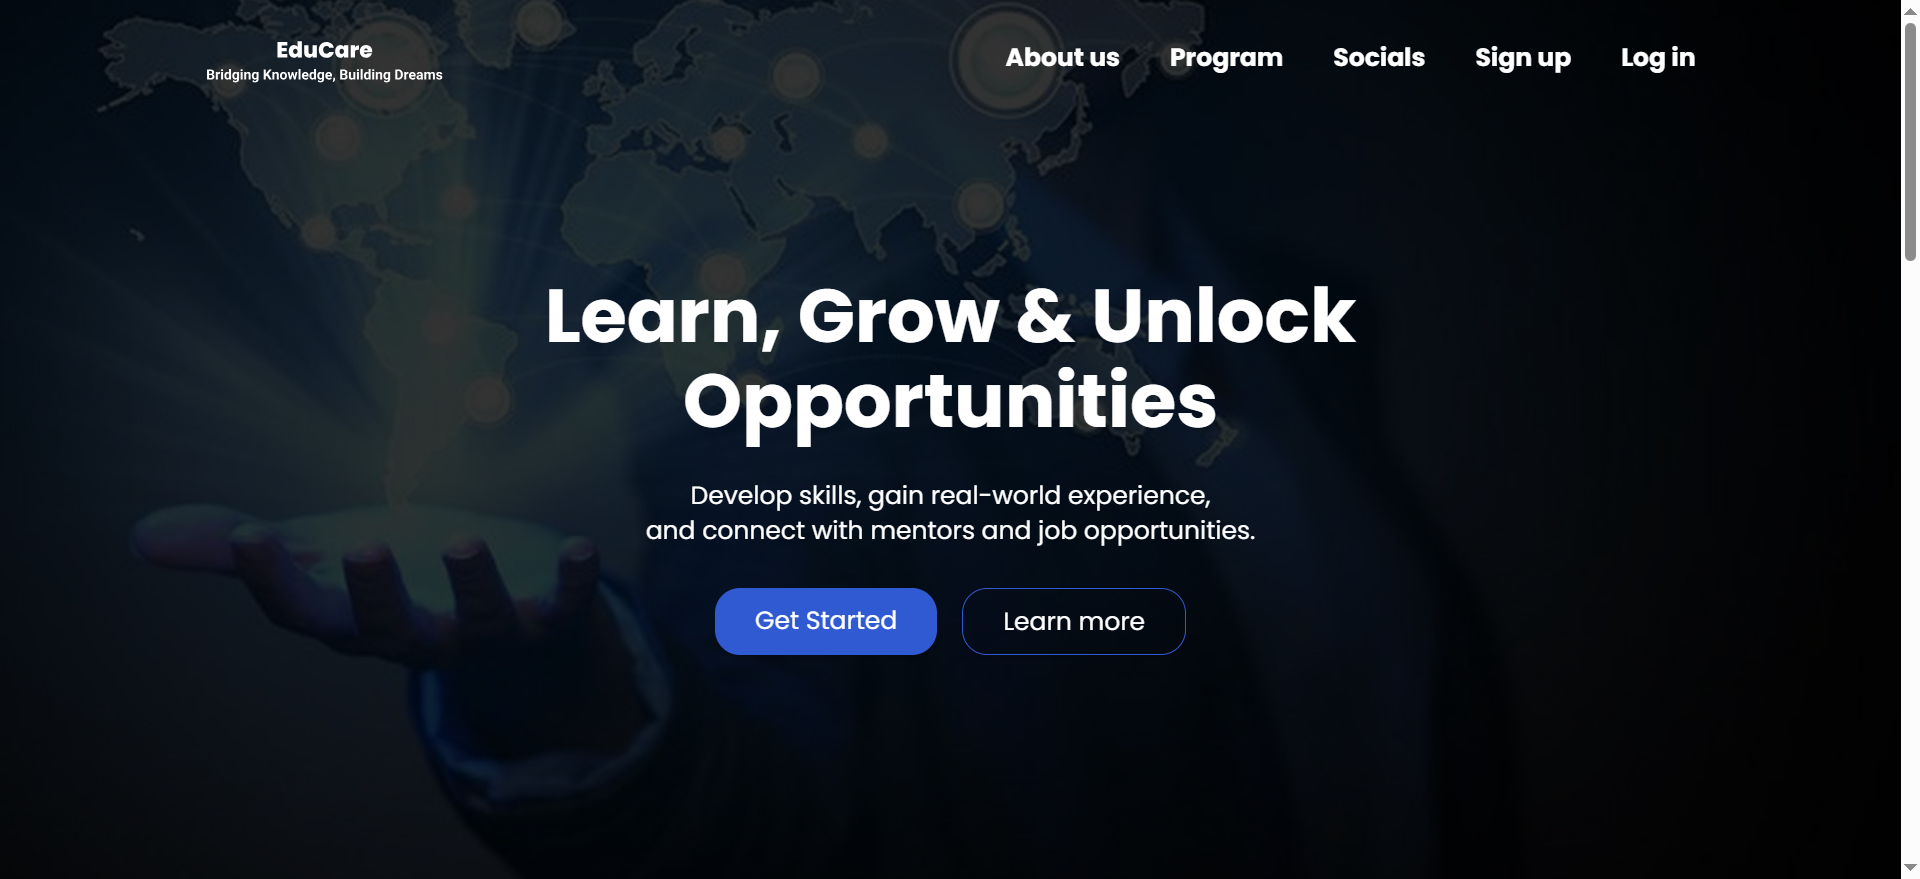 EduCare
Bridging Knowledge, Building Dreams
About us
Program
Socials
Sign up
Log in
Learn, Grow & Unlock
Opportunities
Develop skills, gain real-world experience,
and connect with mentors and job opportunities.
Get Started
Learn more